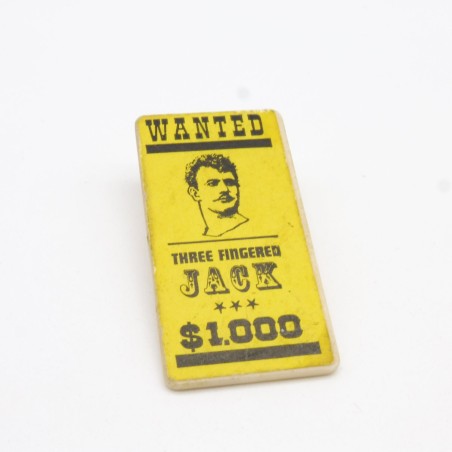 WANTED
THREE FINGERED
JACK
★★★
$1.000